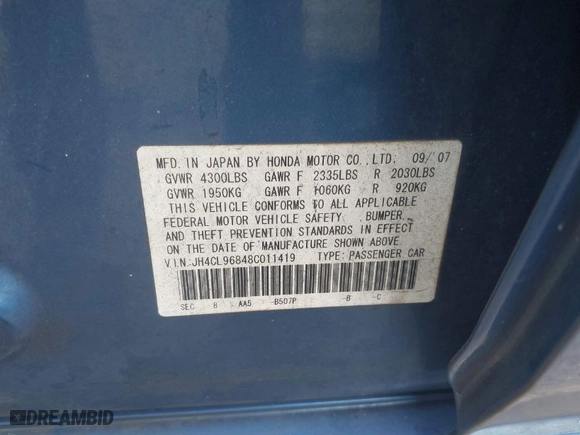 MFD. IN JAPAN BY HONDA MOTOR CO., LTD. 09/'07
GVWR 4300LBS GAWR F 2335LBS R 2030LBS
GVWR 1950KG GAWR F 1060KG R 920KG
THIS VEHICLE CONFORMS TO ALL APPLICABLE
FEDERAL MOTOR VEHICLE SAFETY, BUMPER,
AND THEFT PREVENTION STANDARDS IN EFFECT
ON THE DATE OF MANUFACTURE SHOWN ABOVE.
V.I.N:JH4CL96848C011419 TYPE: PASSENGER CAR
SEC 8 AA5 -B507P -B -C
DREAMBID